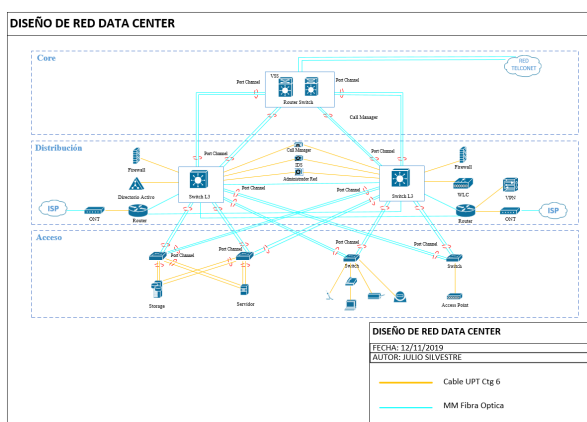 DISEÑO DE RED DATA CENTER
Core
VSS
RED
TELCONET
Port Channel
Port Channel
Router Switch
Call Manager
Distribución
Port Channel
Port Channel
Call Manager
IDS
Administrador Red
Firewall
Firewall
Directorio Activo
Switch L3
Port Channel
Port Channel
Switch L3
WLC
VPN
ISP
ONT
Router
Router
ONT
ISP
Acceso
Port Channel
Port Channel
Port Channel
Port Channel
Switch
Switch
Storage
Servidor
Access Point
DISEÑO DE RED DATA CENTER
FECHA: 12/11/2019
AUTOR: JULIO SILVESTRE
Cable UPT Ctg 6
MM Fibra Optica